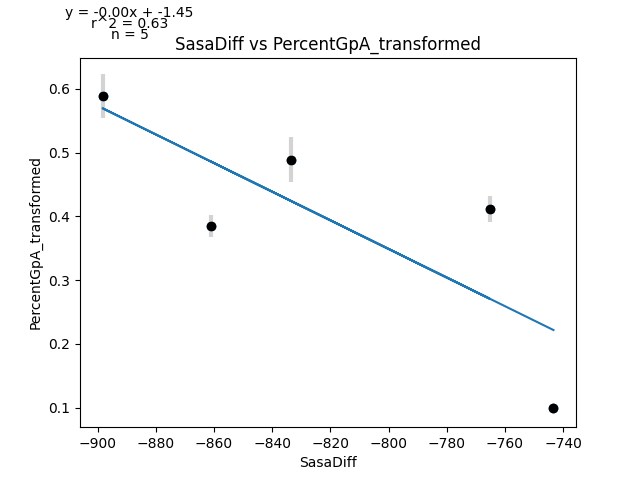 y = -0.00x + -1.45
r^2 = 0.63
n = 5
SasaDiff vs PercentGpA_transformed
PercentGpA_transformed
0.6
0.5
0.4
0.3
0.2
0.1
−900 −880 −860 −840 −820 −800 −780 −760 −740
SasaDiff